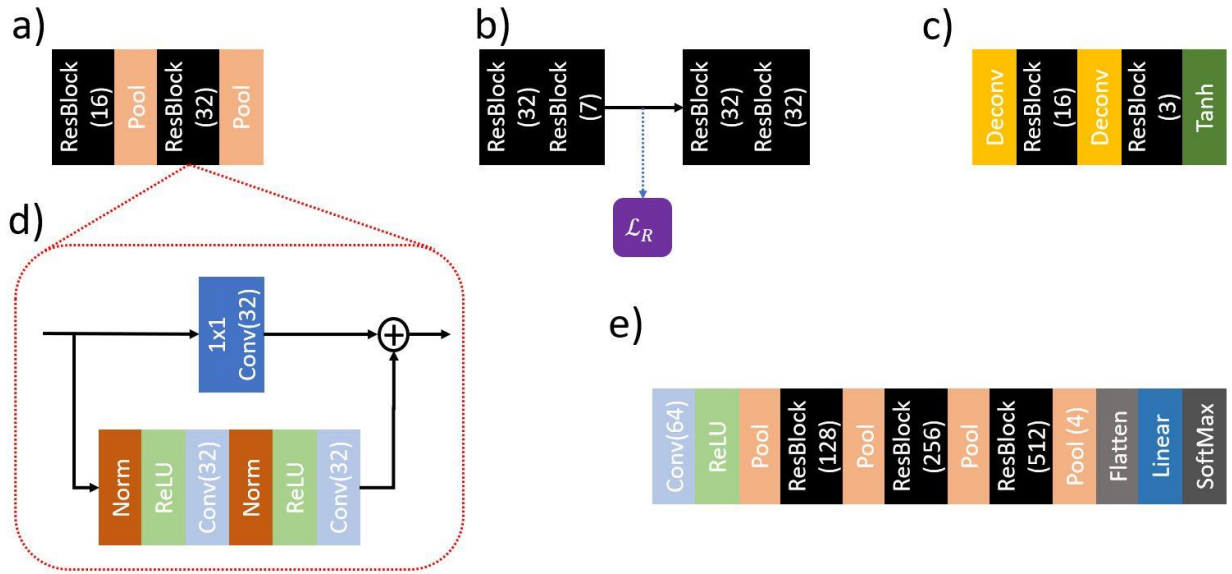 a)
ResBlock
(16)
Pool
ResBlock
(32)
Pool
b)
ResBlock
(32)
ResBlock
(7)
ResBlock
(32)
ResBlock
(32)
ℒ_R
c)
Deconv
ResBlock
(16)
Deconv
ResBlock
(3)
Tanh
d)
1x1
Conv(32)
+
Norm
ReLU
Conv(32)
Norm
ReLU
Conv(32)
e)
Conv(64)
ReLU
Pool
ResBlock
(128)
Pool
ResBlock
(256)
Pool
ResBlock
(512)
Pool (4)
Flatten
Linear
SoftMax